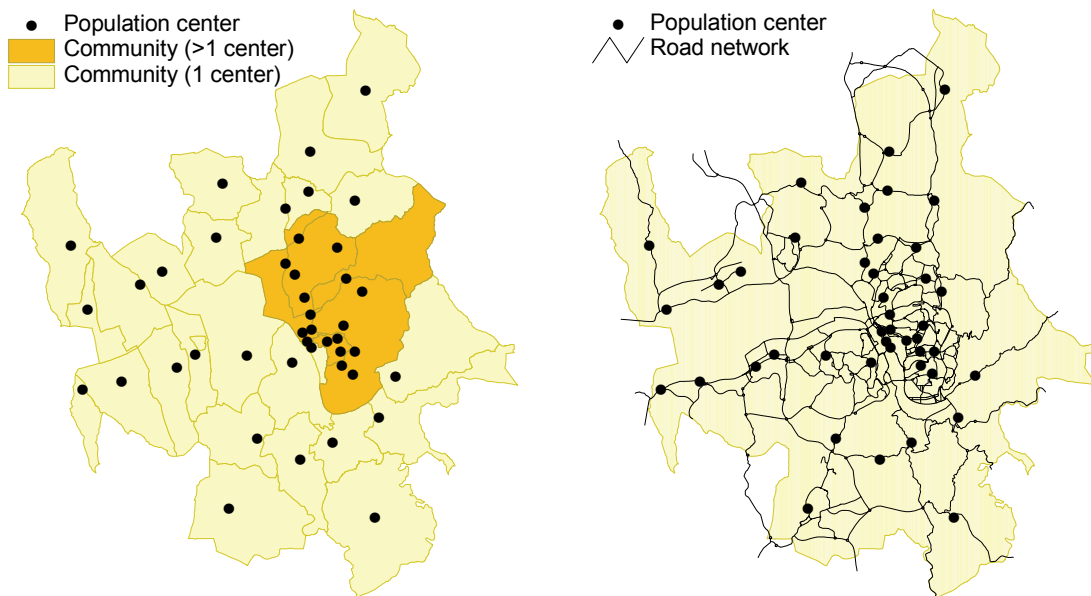 Population center
Community (>1 center)
Community (1 center)
Population center
Road network